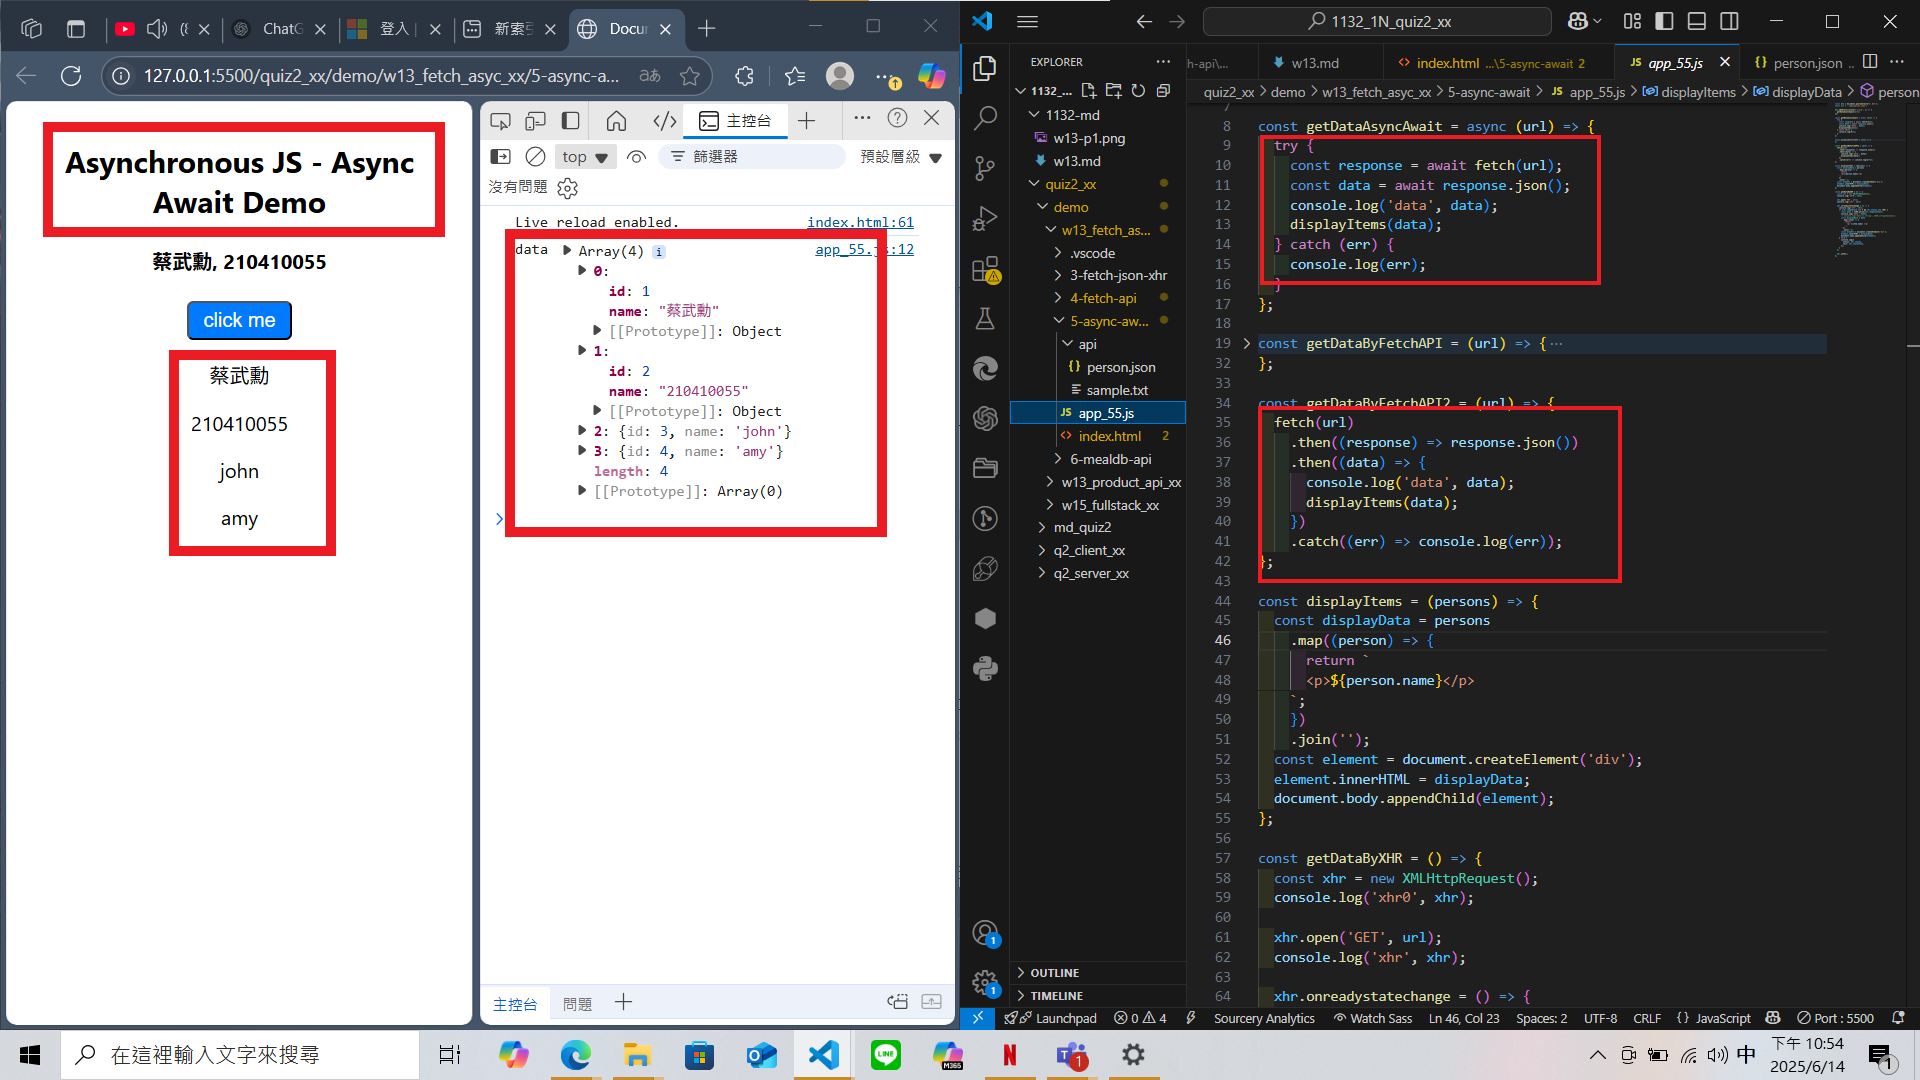 ChatG
登入
新索
Docur
127.0.0.1:5500/quiz2_xx/demo/w13_fetch_asyc_xx/5-async-a...
あ
Asynchronous JS - Async
Await Demo
蔡武勳, 210410055
click me
蔡武勳
210410055
john
amy
主控台
top
篩選器
預設層級
沒有問題
Live reload enabled.
index.html:61
data Array(4)
app_55.js:12
0:
id: 1
name: "蔡武勳"
[[Prototype]]: Object
1:
id: 2
name: "210410055"
[[Prototype]]: Object
2: {id: 3, name: 'john'}
3: {id: 4, name: 'amy'}
length: 4
[[Prototype]]: Array(0)
主控台
問題
1132_1N_quiz2_xx
EXPLORER
1132_...
1132-md
w13-p1.png
w13.md
quiz2_xx
demo
w13_fetch_as...
.vscode
3-fetch-json-xhr
4-fetch-api
5-async-aw...
api
person.json
sample.txt
app_55.js
index.html 2
6-mealdb-api
w13_product_api_xx
w15_fullstack_xx
md_quiz2
q2_client_xx
q2_server_xx
OUTLINE
TIMELINE
h-api\...
w13.md
index.html ...\5-async-await 2
app_55.js
person.json ..
quiz2_xx > demo > w13_fetch_asyc_xx > 5-async-await > JS app_55.js > displayItems > displayData > person
7
8 const getDataAsyncAwait = async (url) => {
9 try {
10 const response = await fetch(url);
11 const data = await response.json();
12 console.log('data', data);
13 displayItems(data);
14 } catch (err) {
15 console.log(err);
16 }
17 };
18
19 const getDataByFetchAPI = (url) => {···
32 };
33
34 const getDataByFetchAPI2 = (url) => {
35 fetch(url)
36 .then((response) => response.json())
37 .then((data) => {
38 console.log('data', data);
39 displayItems(data);
40 })
41 .catch((err) => console.log(err));
42 };
43
44 const displayItems = (persons) => {
45 const displayData = persons
46 .map((person) => {
47 return `
48 <p>${person.name}</p>
49 `;
50 })
51 .join('');
52 const element = document.createElement('div');
53 element.innerHTML = displayData;
54 document.body.appendChild(element);
55 };
56
57 const getDataByXHR = () => {
58 const xhr = new XMLHttpRequest();
59 console.log('xhr0', xhr);
60
61 xhr.open('GET', url);
62 console.log('xhr', xhr);
63
64 xhr.onreadystatechange = () => {
Launchpad
0 4
Sourcery Analytics
Watch Sass
Ln 46, Col 23
Spaces: 2
UTF-8
CRLF
{ } JavaScript
Port : 5500
在這裡輸入文字來搜尋
LINE
M365
N
1
中
下午 10:54
2025/6/14
1